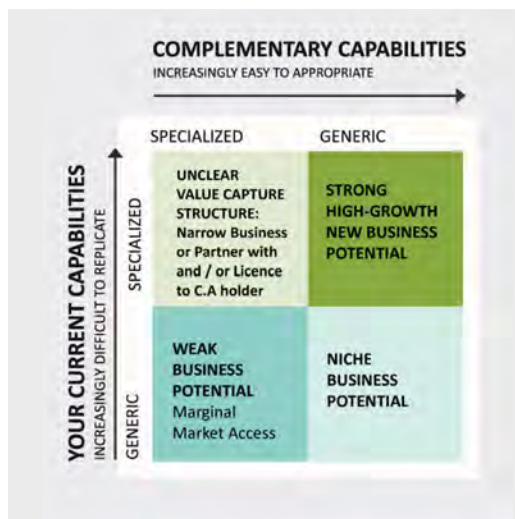 COMPLEMENTARY CAPABILITIES
INCREASINGLY EASY TO APPROPRIATE
SPECIALIZED
GENERIC
YOUR CURRENT CAPABILITIES
INCREASINGLY DIFFICULT TO REPLICATE
SPECIALIZED
GENERIC
UNCLEAR
VALUE CAPTURE
STRUCTURE:
Narrow Business
or Partner with
and / or Licence
to C.A holder
STRONG
HIGH-GROWTH
NEW BUSINESS
POTENTIAL
WEAK
BUSINESS
POTENTIAL
Marginal
Market Access
NICHE
BUSINESS
POTENTIAL